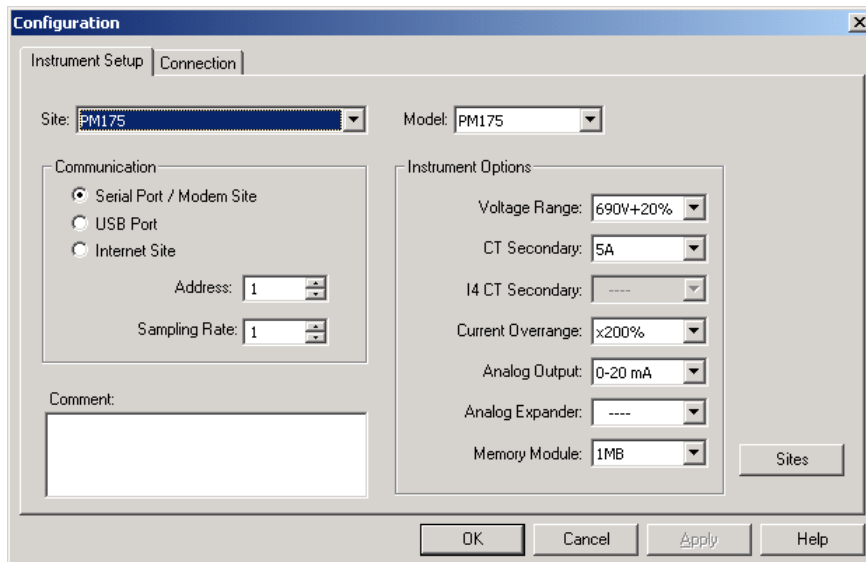 Configuration
Instrument Setup Connection
Site: PM175 Model: PM175
Communication
Serial Port / Modem Site
USB Port
Internet Site
Address: 1
Sampling Rate: 1
Comment:
Instrument Options
Voltage Range: 690V+20%
CT Secondary: 5A
I4 CT Secondary: ----
Current Overrange: x200%
Analog Output: 0-20 mA
Analog Expander: ----
Memory Module: 1MB
Sites
OK Cancel Apply Help